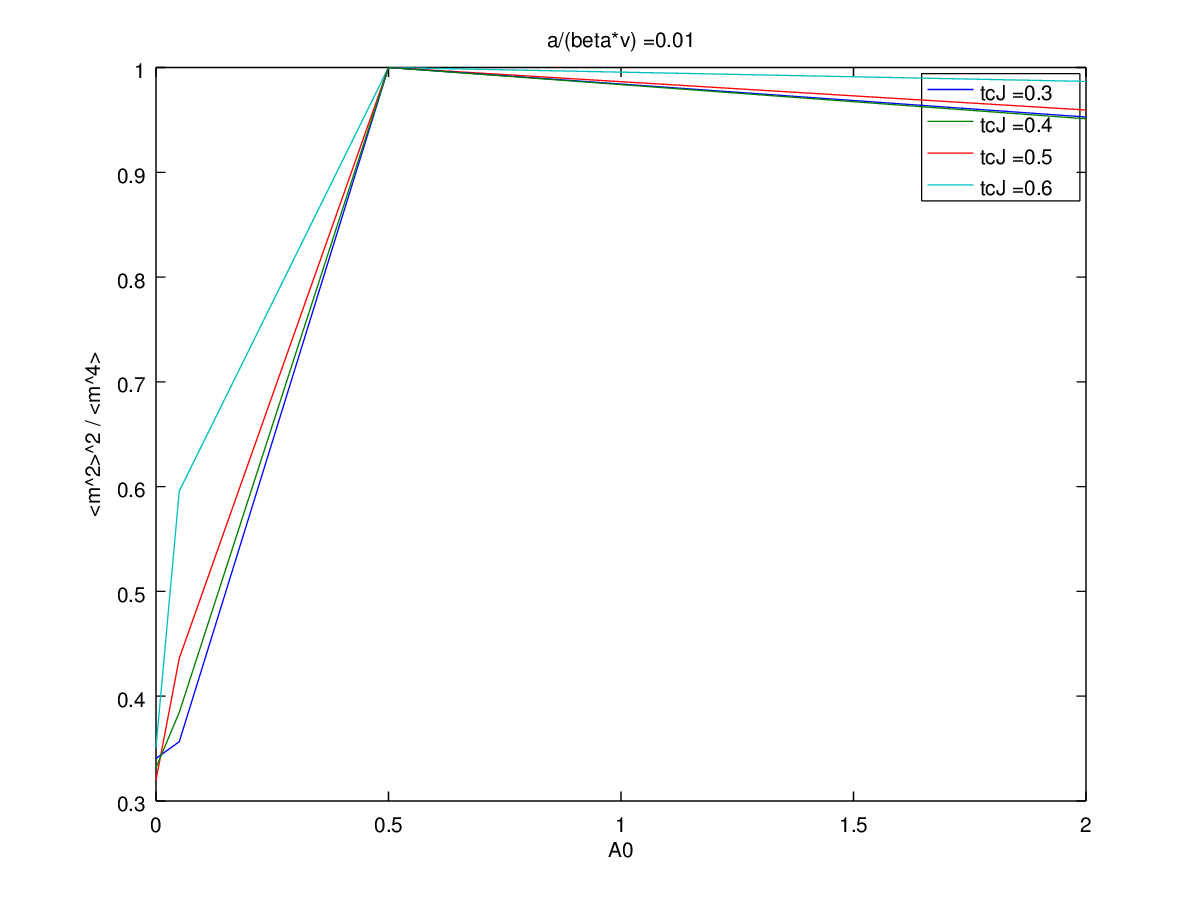 a/(beta*v) =0.01
1
0.9
0.8
0.7
0.6
0.5
0.4
0.3
<m^2>^2 / <m^4>
tcJ =0.3
tcJ =0.4
tcJ =0.5
tcJ =0.6
0 0.5 1 1.5 2
A0